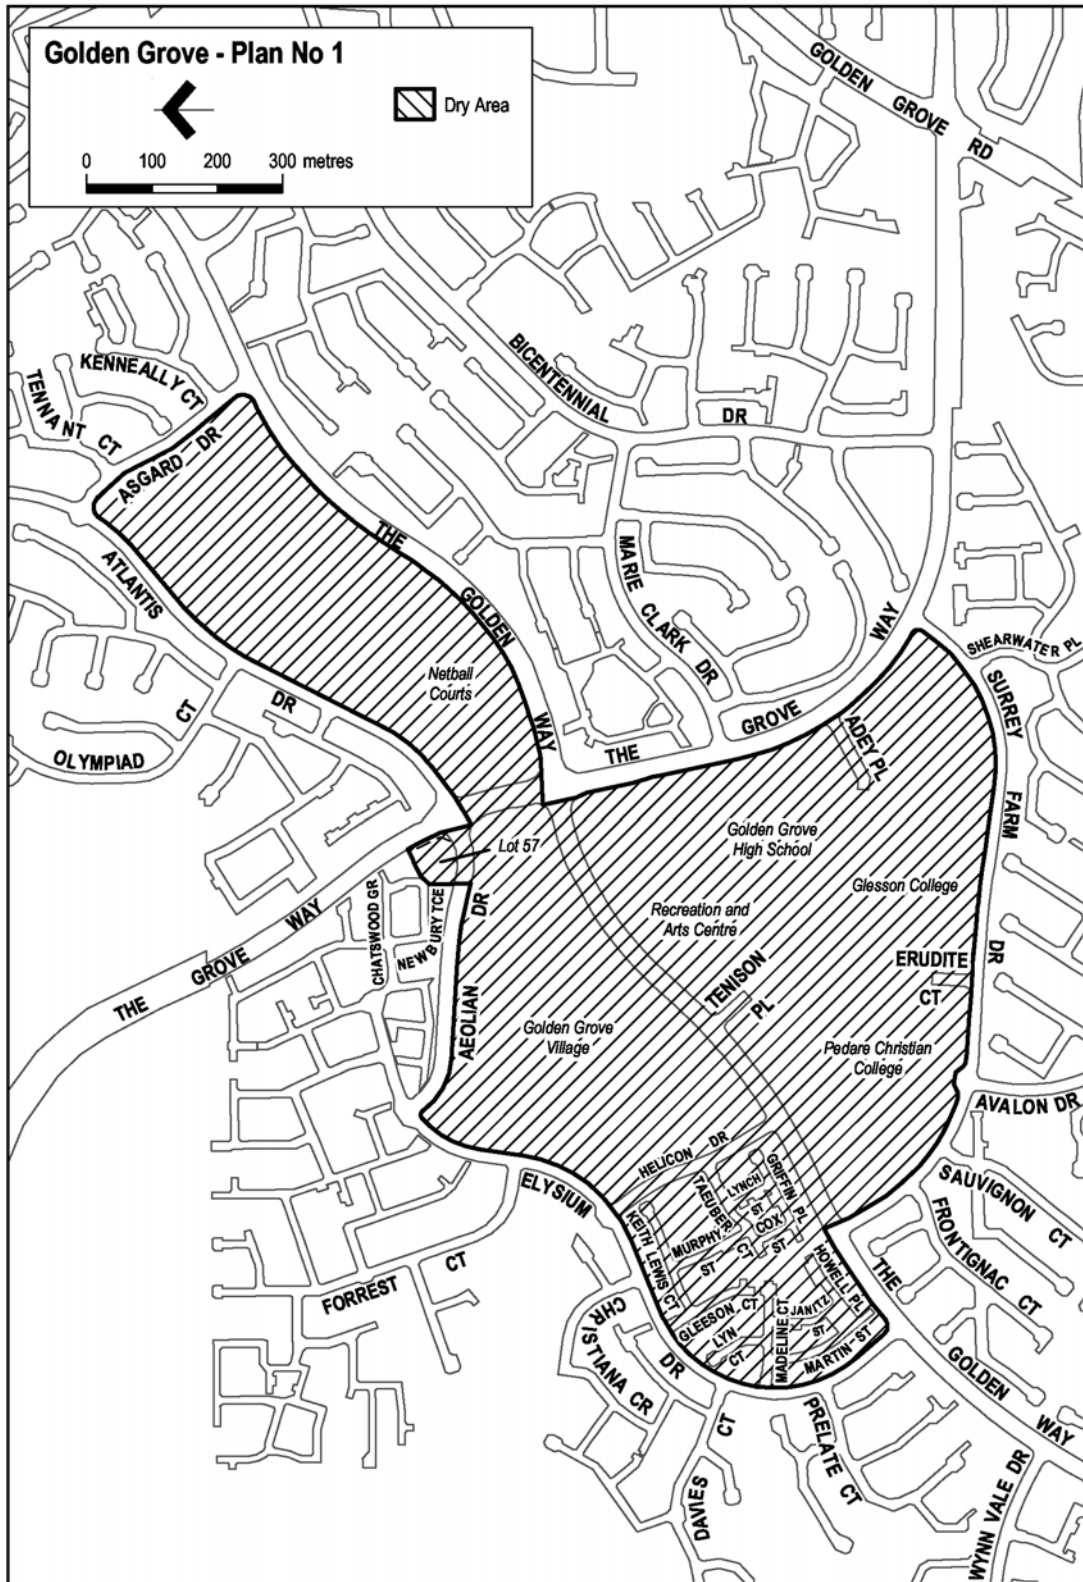 Golden Grove - Plan No 1
Dry Area
0 100 200 300 metres
GOLDEN GROVE RD
KENNEALLY CT
TENNANT CT
ASGARD DR
BICENTENNIAL DR
ATLANTIS DR
THE GOLDEN WAY
MARIE CLARK DR
Netball
Courts
OLYMPIAD CT
THE GROVE WAY
SHEARWATER PL
SURREY FARM DR
ADEY PL
Golden Grove
High School
Lot 57
Glesson College
Recreation and
Arts Centre
THE GROVE WAY
CHATSWOOD GR
NEWBURY TCE
AEOLIAN DR
TENISON PL
ERUDITE CT
Golden Grove
Village
Pedare Christian
College
AVALON DR
HELICON DR
ELYSIUM DR
LYNCH ST
GRIFFIN PL
TAEUBER CT
COX ST
MURPHY ST
KEITH LEWIS CT
SAUVIGNON CT
FRONTIGNAC CT
FORREST CT
HOWELL PL
THE GOLDEN WAY
GLEESON CT
JANITZ ST
LYN CT
MADELINE CT
MARTIN ST
CHRISTIANA CR
DAVIES CT
PRELATE CT
WYNN VALE DR